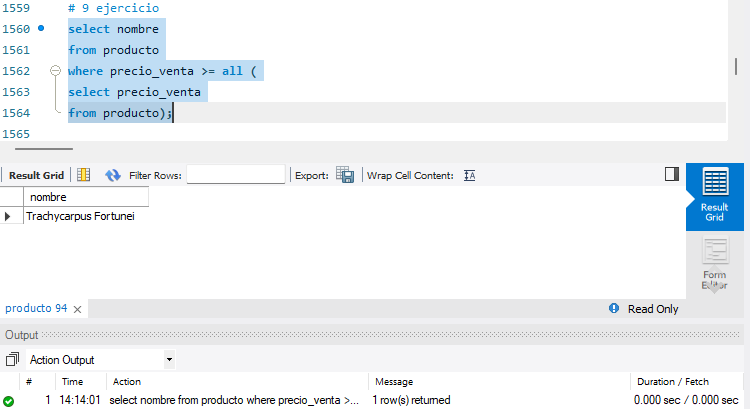 1559 # 9 ejercicio
1560 select nombre
1561 from producto
1562 where precio_venta >= all (
1563 select precio_venta
1564 from producto);
1565
Result Grid Filter Rows: Export: Wrap Cell Content: IA
nombre
Trachycarpus Fortunei
Result
Grid
Form
Editor
producto 94 × Read Only
Output
Action Output
# Time Action Message Duration / Fetch
1 14:14:01 select nombre from producto where precio_venta >... 1 row(s) returned 0.000 sec / 0.000 sec